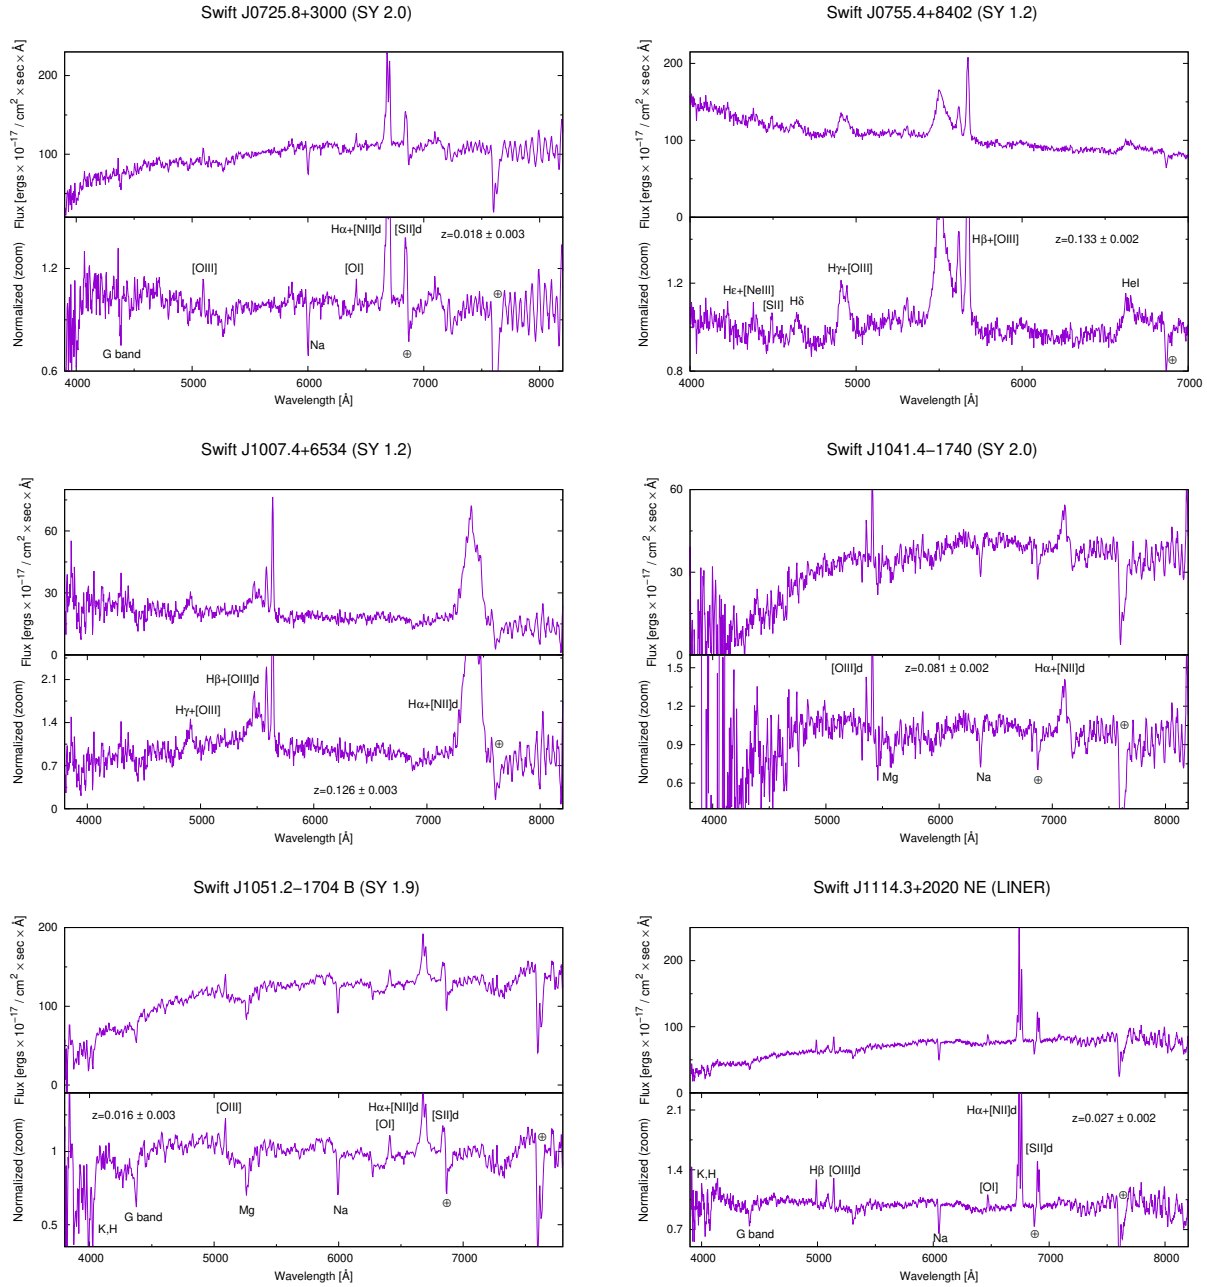 Swift J0725.8+3000 (SY 2.0)
Flux [ergs × 10⁻¹⁷ / cm² × sec × Å]
200
100
Normalized (zoom)
1.2
0.6
Hα+[NII]d
[SII]d
z=0.018 ± 0.003
[OIII]
[OI]
⊕
G band
Na
⊕
4000 5000 6000 7000 8000
Wavelength [Å]
Swift J0755.4+8402 (SY 1.2)
Flux [ergs × 10⁻¹⁷ / cm² × sec × Å]
200
100
0
Normalized (zoom)
1.2
0.8
Hβ+[OIII]
z=0.133 ± 0.002
Hγ+[OIII]
Hε+[NeIII]
[SII]
Hδ
HeI
⊕
4000 5000 6000 7000
Wavelength [Å]
Swift J1007.4+6534 (SY 1.2)
Flux [ergs × 10⁻¹⁷ / cm² × sec × Å]
60
30
0
Normalized (zoom)
2.1
1.4
0.7
0
Hβ+[OIII]d
Hγ+[OIII]
Hα+[NII]d
⊕
z=0.126 ± 0.003
4000 5000 6000 7000 8000
Wavelength [Å]
Swift J1041.4−1740 (SY 2.0)
Flux [ergs × 10⁻¹⁷ / cm² × sec × Å]
60
30
0
Normalized (zoom)
1.5
1.2
0.9
0.6
[OIII]d
z=0.081 ± 0.002
Hα+[NII]d
⊕
Mg
Na
⊕
4000 5000 6000 7000 8000
Wavelength [Å]
Swift J1051.2−1704 B (SY 1.9)
Flux [ergs × 10⁻¹⁷ / cm² × sec × Å]
200
100
0
Normalized (zoom)
1
0.5
z=0.016 ± 0.003
[OIII]
Hα+[NII]d
[OI]
[SII]d
⊕
K,H
G band
Mg
Na
⊕
4000 5000 6000 7000
Wavelength [Å]
Swift J1114.3+2020 NE (LINER)
Flux [ergs × 10⁻¹⁷ / cm² × sec × Å]
200
100
0
Normalized (zoom)
2.1
1.4
0.7
Hα+[NII]d
z=0.027 ± 0.002
[SII]d
K,H
Hβ
[OIII]d
[OI]
⊕
G band
Na
⊕
4000 5000 6000 7000 8000
Wavelength [Å]